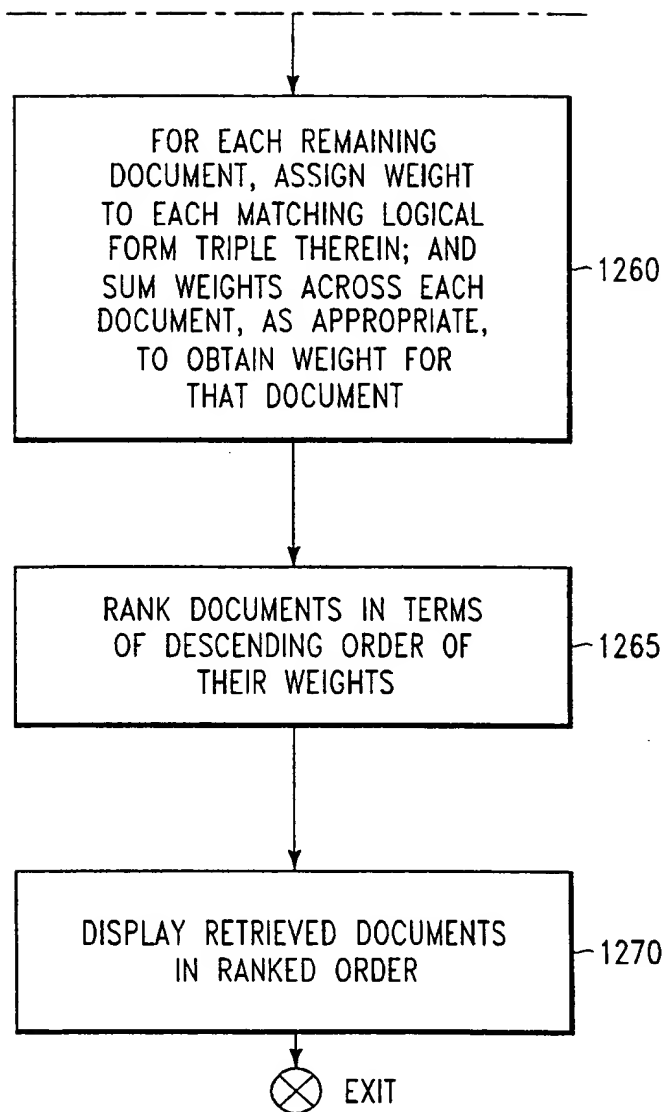 FOR EACH REMAINING
DOCUMENT, ASSIGN WEIGHT
TO EACH MATCHING LOGICAL
FORM TRIPLE THEREIN; AND
SUM WEIGHTS ACROSS EACH
DOCUMENT, AS APPROPRIATE,
TO OBTAIN WEIGHT FOR
THAT DOCUMENT
1260
RANK DOCUMENTS IN TERMS
OF DESCENDING ORDER OF
THEIR WEIGHTS
1265
DISPLAY RETRIEVED DOCUMENTS
IN RANKED ORDER
1270
EXIT